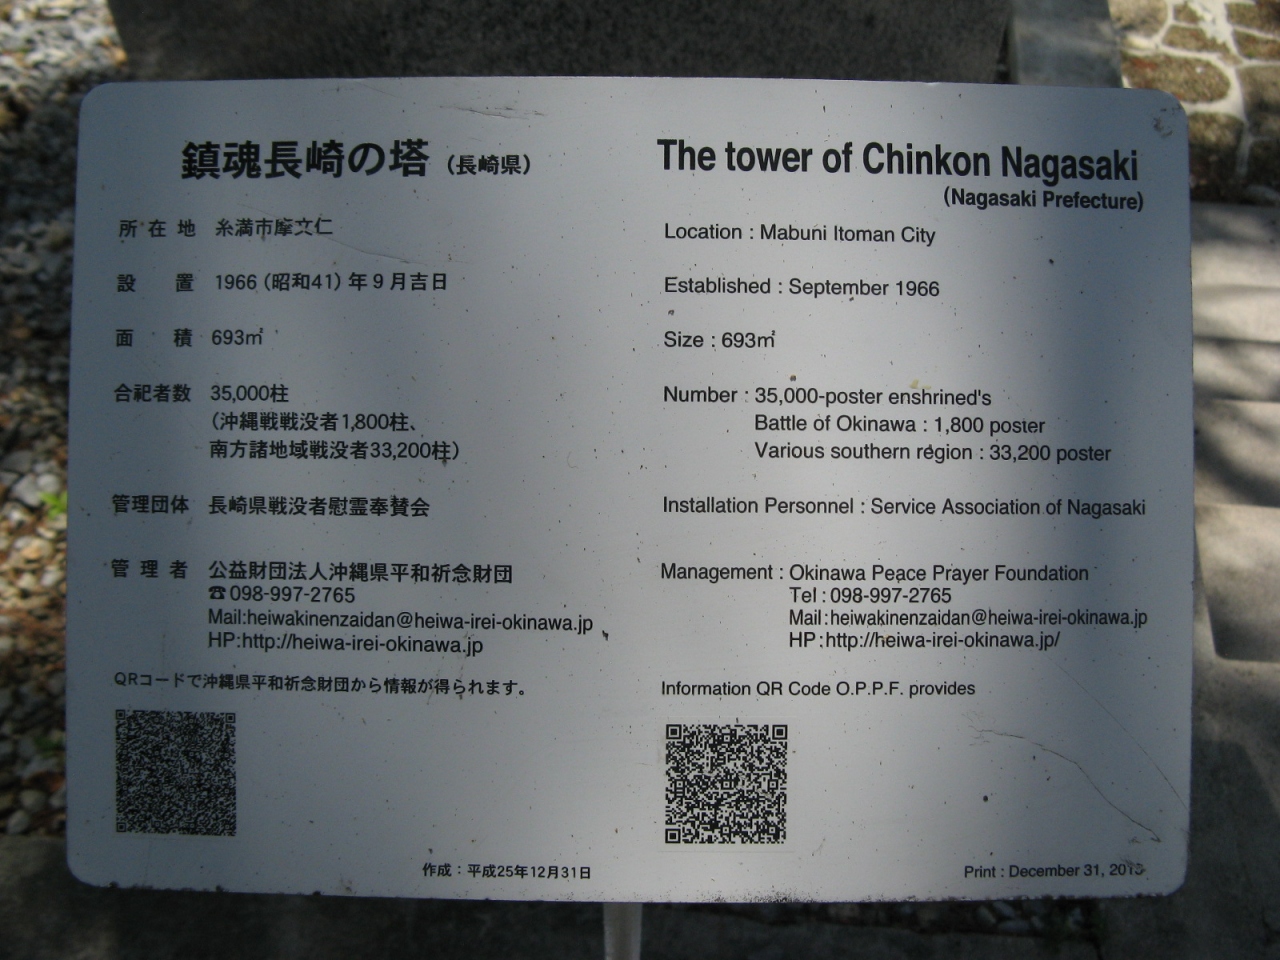 鎮魂長崎の塔（長崎県）
所在地 糸満市摩文仁
設置 1966（昭和41）年9月吉日
面積 693㎡
合祀者数 35,000柱
（沖縄戦戦没者1,800柱、
南方諸地域戦没者33,200柱）
管理団体 長崎県戦没者慰霊奉賛会
管理者 公益財団法人沖縄県平和祈念財団
☎098-997-2765
Mail:heiwakinenzaidan@heiwa-irei-okinawa.jp
HP:http://heiwa-irei-okinawa.jp
QRコードで沖縄県平和祈念財団から情報が得られます。
作成：平成25年12月31日
The tower of Chinkon Nagasaki
(Nagasaki Prefecture)
Location : Mabuni Itoman City
Established : September 1966
Size : 693㎡
Number : 35,000-poster enshrined's
Battle of Okinawa : 1,800 poster
Various southern region : 33,200 poster
Installation Personnel : Service Association of Nagasaki
Management : Okinawa Peace Prayer Foundation
Tel : 098-997-2765
Mail : heiwakinenzaidan@heiwa-irei-okinawa.jp
HP : http://heiwa-irei-okinawa.jp/
Information QR Code O.P.P.F. provides
Print : December 31, 2013